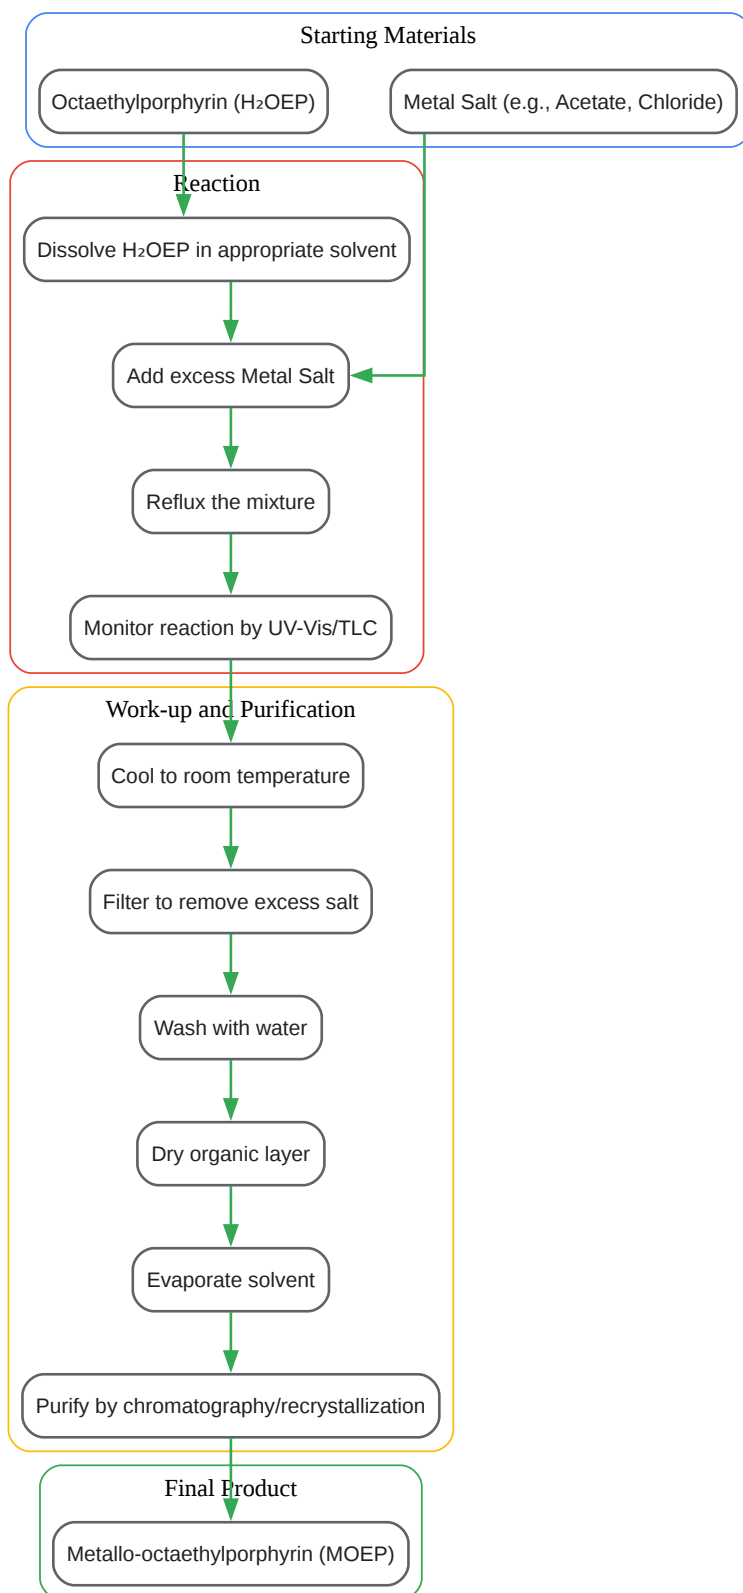 Starting Materials
Octaethylporphyrin (H₂OEP)
Metal Salt (e.g., Acetate, Chloride)
Reaction
Dissolve H₂OEP in appropriate solvent
Add excess Metal Salt
Reflux the mixture
Monitor reaction by UV-Vis/TLC
Work-up and Purification
Cool to room temperature
Filter to remove excess salt
Wash with water
Dry organic layer
Evaporate solvent
Purify by chromatography/recrystallization
Final Product
Metallo-octaethylporphyrin (MOEP)